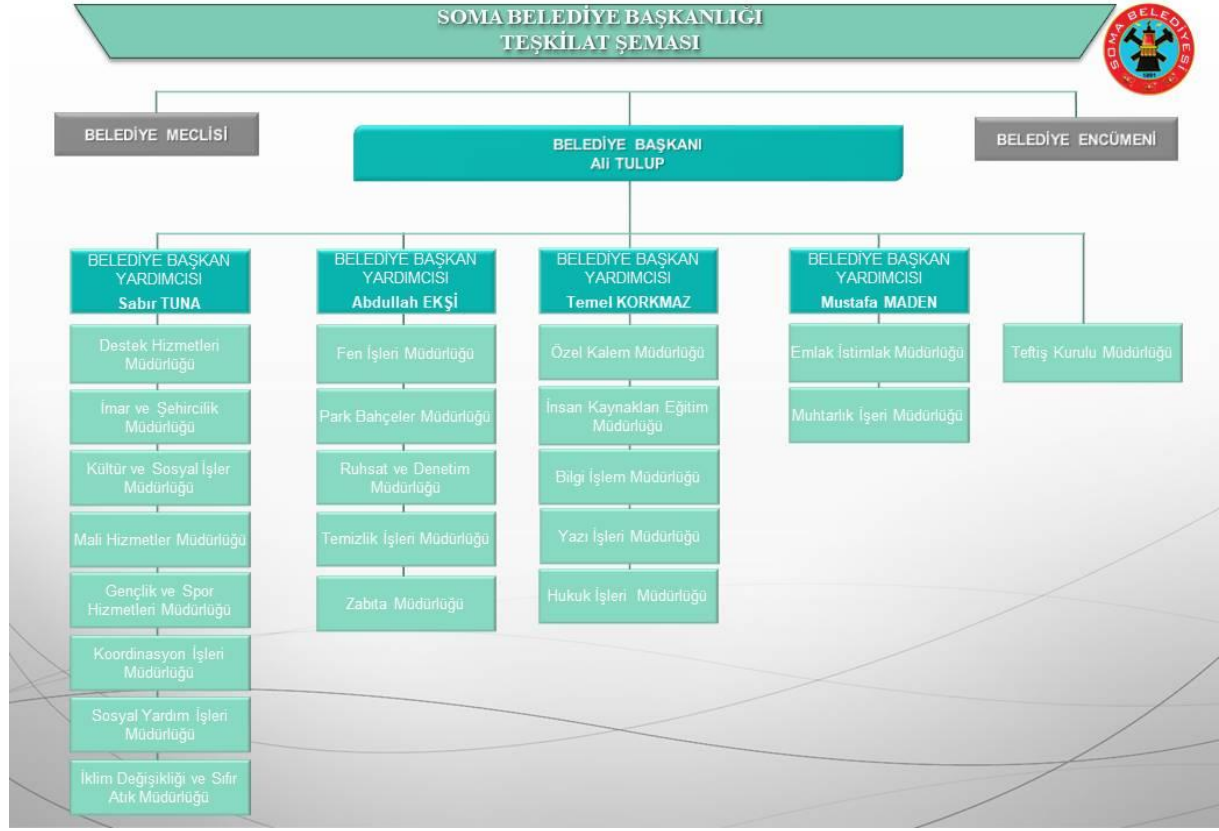 SOMA BELEDİYE BAŞKANLIĞI
TEŞKİLAT ŞEMASI
SOMA BELEDİYESİ
BELEDİYE MECLİSİ
BELEDİYE BAŞKANI
Ali TULUP
BELEDİYE ENCÜMENİ
BELEDİYE BAŞKAN
YARDIMCISI
Sabır TUNA
Destek Hizmetleri
Müdürlüğü
İmar ve Şehircilik
Müdürlüğü
Kültür ve Sosyal İşler
Müdürlüğü
Mali Hizmetler Müdürlüğü
Gençlik ve Spor
Hizmetleri Müdürlüğü
Koordinasyon İşleri
Müdürlüğü
Sosyal Yardım İşleri
Müdürlüğü
İklim Değişikliği ve Sıfır
Atık Müdürlüğü
BELEDİYE BAŞKAN
YARDIMCISI
Abdullah EKŞİ
Fen İşleri Müdürlüğü
Park Bahçeler Müdürlüğü
Ruhsat ve Denetim
Müdürlüğü
Temizlik İşleri Müdürlüğü
Zabıta Müdürlüğü
BELEDİYE BAŞKAN
YARDIMCISI
Temel KORKMAZ
Özel Kalem Müdürlüğü
İnsan Kaynakları Eğitim
Müdürlüğü
Bilgi İşlem Müdürlüğü
Yazı İşleri Müdürlüğü
Hukuk İşleri Müdürlüğü
BELEDİYE BAŞKAN
YARDIMCISI
Mustafa MADEN
Emlak İstimlak Müdürlüğü
Muhtarlık İşeri Müdürlüğü
Teftiş Kurulu Müdürlüğü